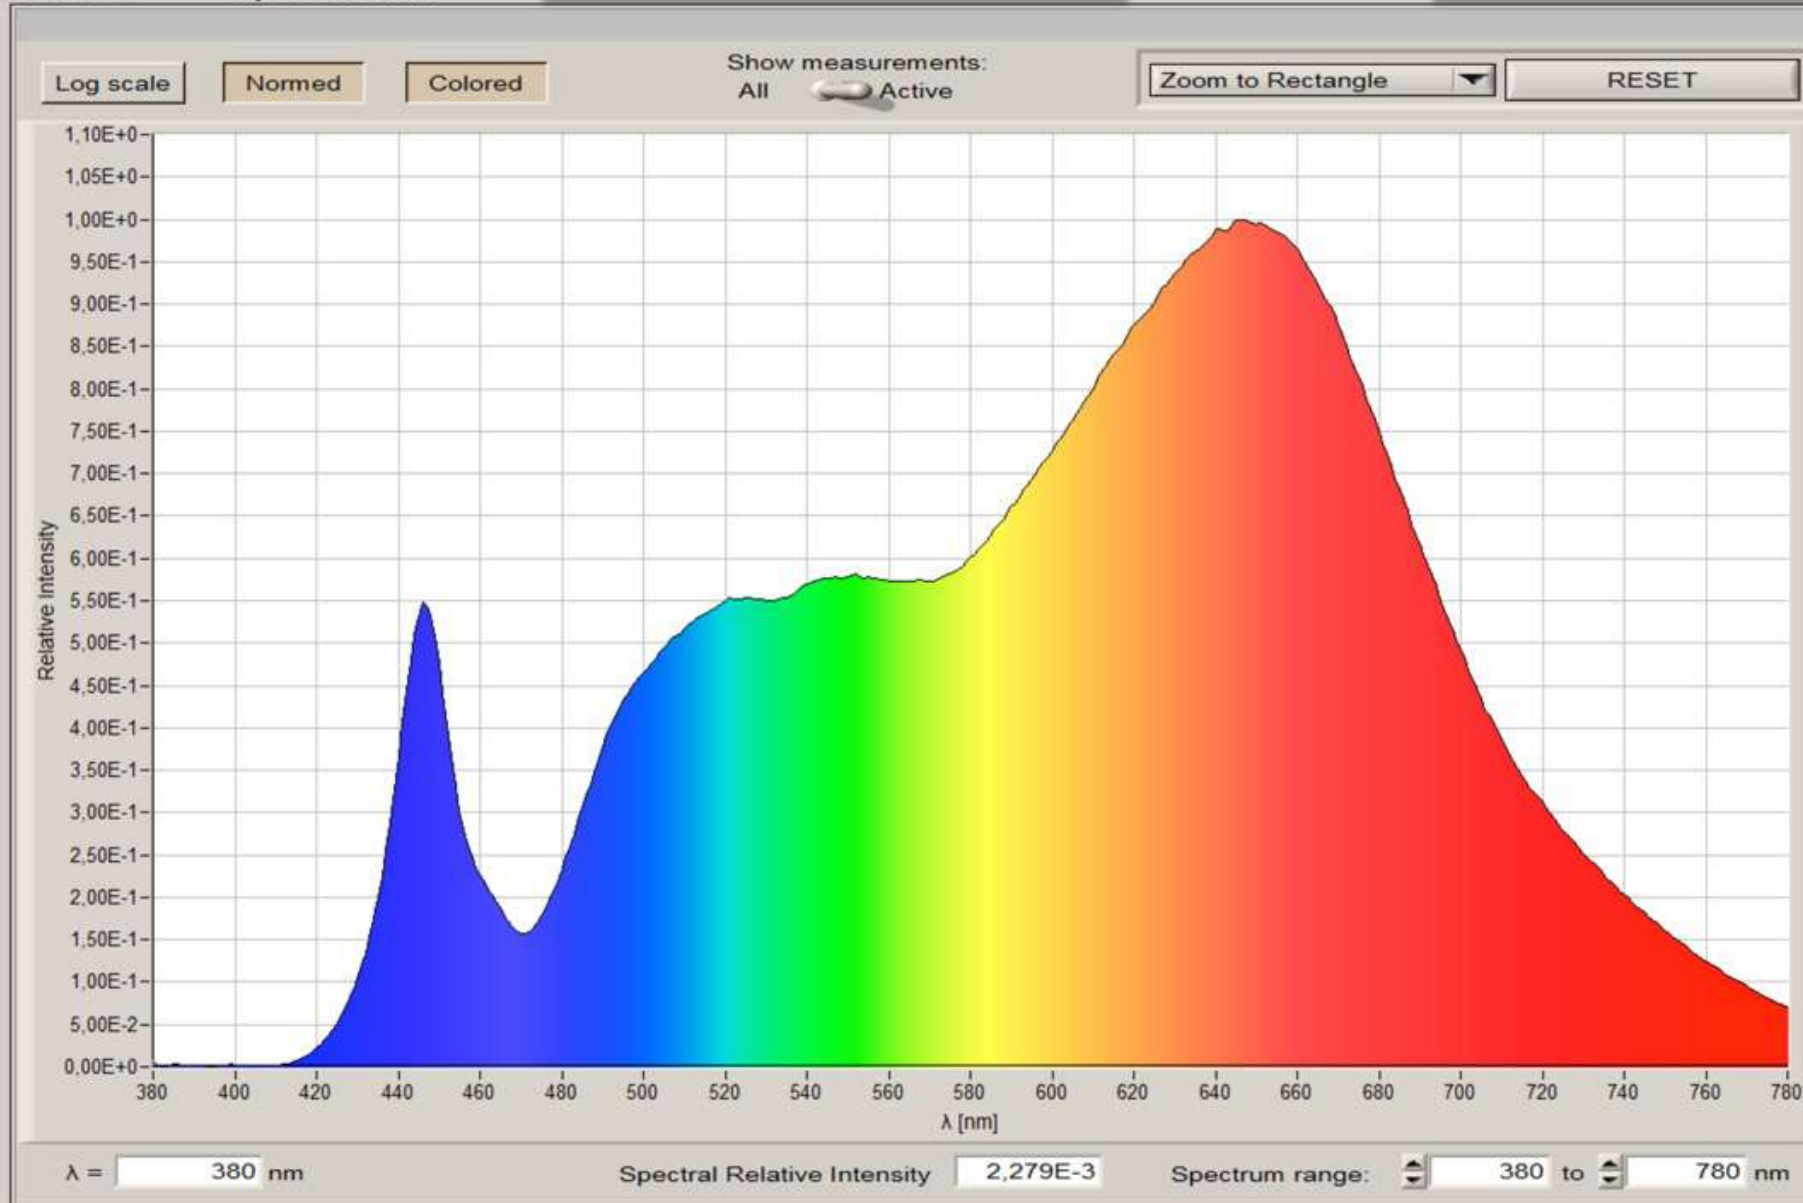 Log scale
Normed
Colored
Show measurements:
All
Active
Zoom to Rectangle
RESET
1,10E+0
1,05E+0
1,00E+0
9,50E-1
9,00E-1
8,50E-1
8,00E-1
7,50E-1
7,00E-1
6,50E-1
6,00E-1
5,50E-1
5,00E-1
4,50E-1
4,00E-1
3,50E-1
3,00E-1
2,50E-1
2,00E-1
1,50E-1
1,00E-1
5,00E-2
0,00E+0
Relative Intensity
380 400 420 440 460 480 500 520 540 560 580 600 620 640 660 680 700 720 740 760 780
λ [nm]
λ = 380 nm
Spectral Relative Intensity 2,279E-3
Spectrum range: 380 to 780 nm